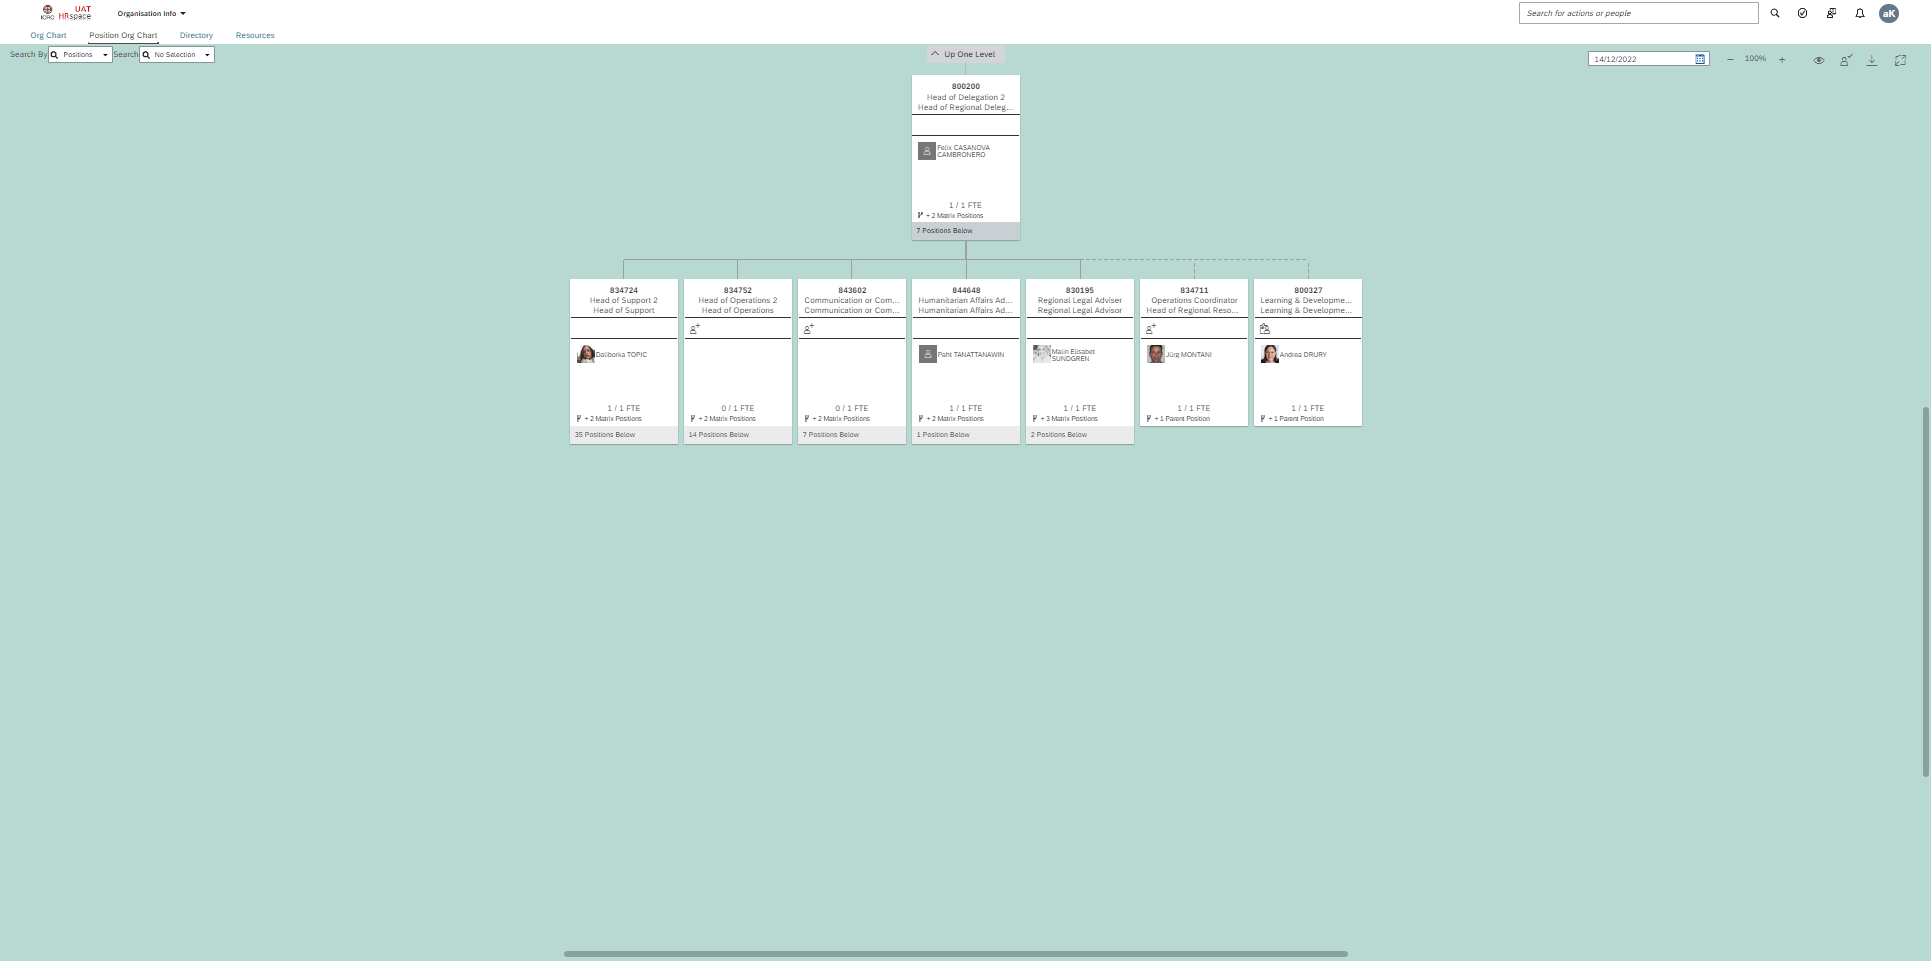 ICRC
UAT
HRspace
Organisation Info
Search for actions or people
aK
Org Chart
Position Org Chart
Directory
Resources
Search By
Positions
Search
No Selection
Up One Level
14/12/2022
100%
800200
Head of Delegation 2
Head of Regional Deleg...
Felix CASANOVA
CAMBRONERO
1 / 1 FTE
+ 2 Matrix Positions
7 Positions Below
834724
Head of Support 2
Head of Support
Daliborka TOPIC
1 / 1 FTE
+ 2 Matrix Positions
35 Positions Below
834752
Head of Operations 2
Head of Operations
0 / 1 FTE
+ 2 Matrix Positions
14 Positions Below
843602
Communication or Com...
Communication or Com...
0 / 1 FTE
+ 2 Matrix Positions
7 Positions Below
844648
Humanitarian Affairs Ad...
Humanitarian Affairs Ad...
Paht TANATTANAWIN
1 / 1 FTE
+ 2 Matrix Positions
1 Position Below
830195
Regional Legal Adviser
Regional Legal Advisor
Malin Elisabet
SUNDGREN
1 / 1 FTE
+ 3 Matrix Positions
2 Positions Below
834711
Operations Coordinator
Head of Regional Reso...
Jürg MONTANI
1 / 1 FTE
+ 1 Parent Position
800327
Learning & Developme...
Learning & Developme...
Andrea DRURY
1 / 1 FTE
+ 1 Parent Position